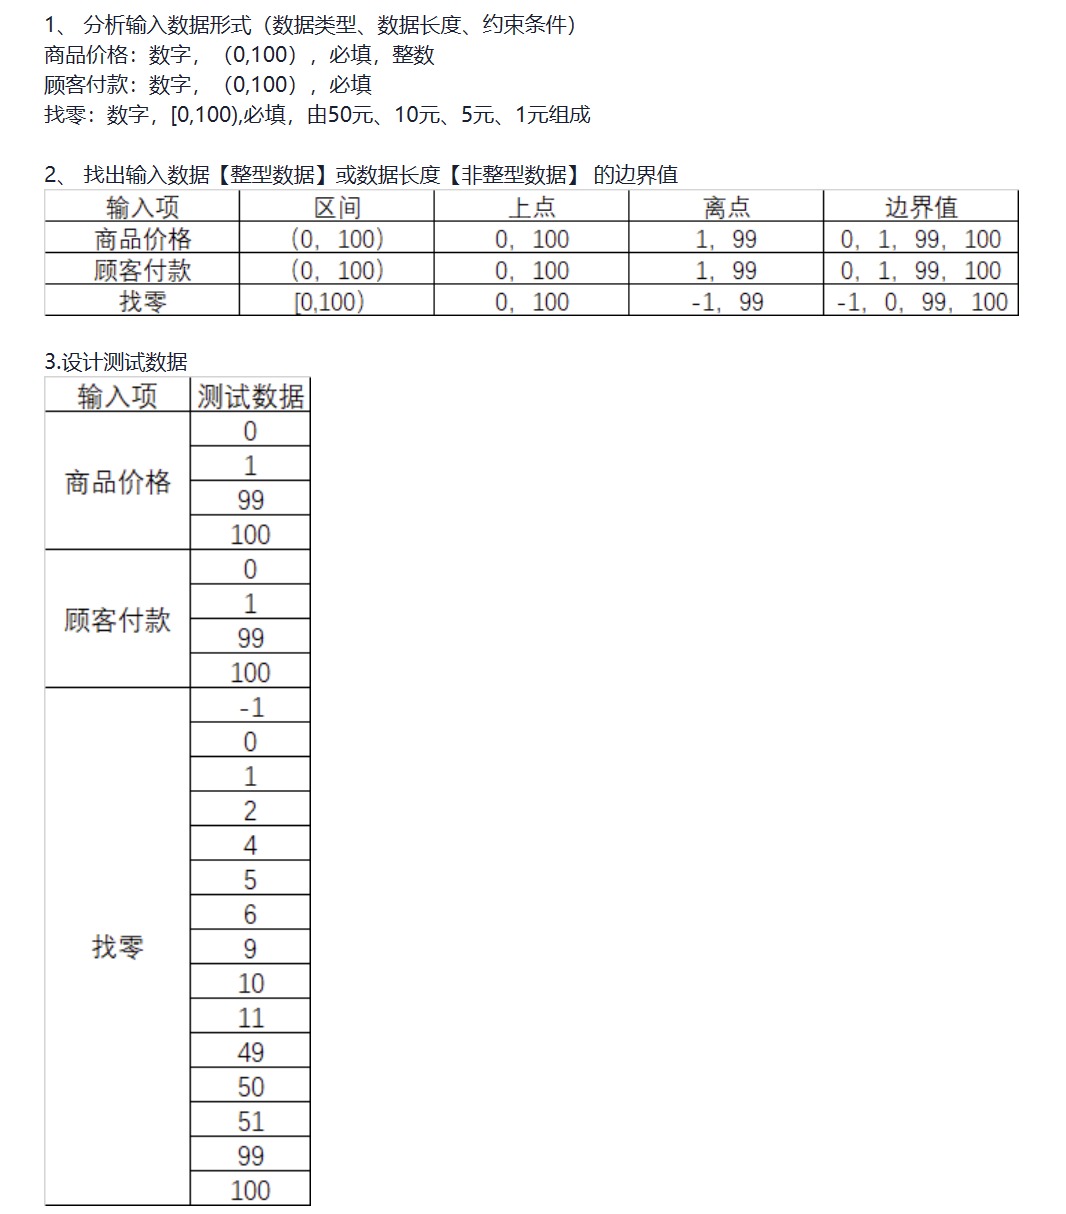 1、 分析输入数据形式（数据类型、数据长度、约束条件）
商品价格：数字，（0,100），必填，整数
顾客付款：数字，（0,100），必填
找零：数字，[0,100),必填，由50元、10元、5元、1元组成
2、 找出输入数据【整型数据】或数据长度【非整型数据】 的边界值
输入项 区间 上点 离点 边界值
商品价格 （0，100） 0，100 1，99 0，1，99，100
顾客付款 （0，100） 0，100 1，99 0，1，99，100
找零 [0,100） 0，100 -1，99 -1，0，99，100
3.设计测试数据
输入项 测试数据
商品价格
0
1
99
100
顾客付款
0
1
99
100
找零
-1
0
1
2
4
5
6
9
10
11
49
50
51
99
100